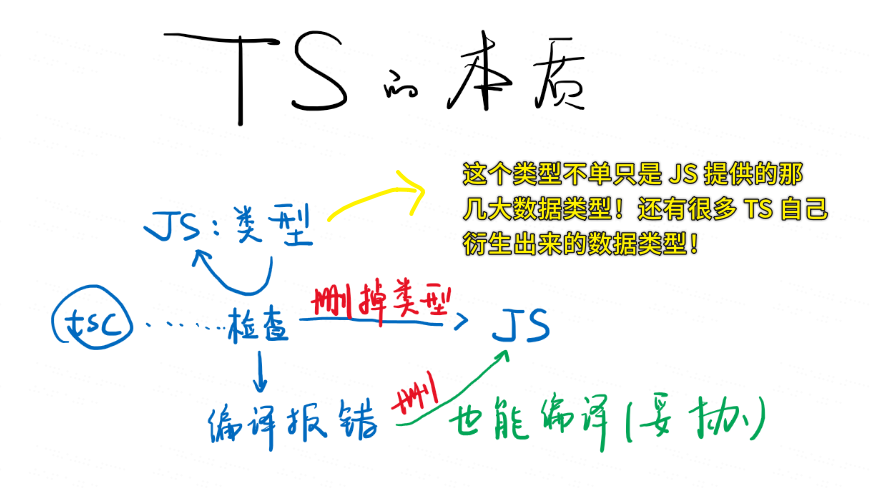 TS的本质
这个类型不单只是 JS 提供的那
几大数据类型！还有很多 TS 自己
衍生出来的数据类型！
JS：类型
删掉类型
tsc
检查
JS
编译报错
删
也能编译（妥协）